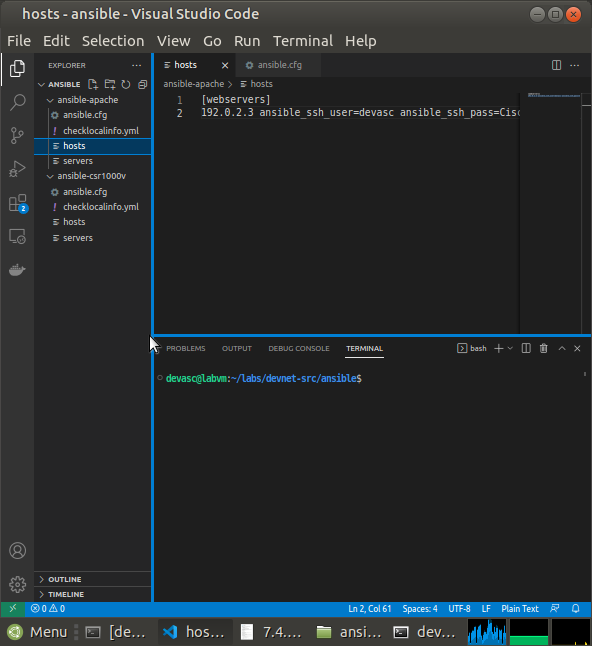 hosts - ansible - Visual Studio Code
File Edit Selection View Go Run Terminal Help
EXPLORER
ANSIBLE
ansible-apache
ansible.cfg
! checklocalinfo.yml
hosts
servers
ansible-csr1000v
ansible.cfg
! checklocalinfo.yml
hosts
servers
OUTLINE
TIMELINE
2
hosts ansible.cfg
ansible-apache > hosts
1 [webservers]
2 192.0.2.3 ansible_ssh_user=devasc ansible_ssh_pass=Cisc
PROBLEMS OUTPUT DEBUG CONSOLE TERMINAL bash
devasc@labvm:~/labs/devnet-src/ansible$
0 0 Ln 2, Col 61 Spaces: 4 UTF-8 LF Plain Text
Menu [de... hos... 7.4.... ansi... dev...